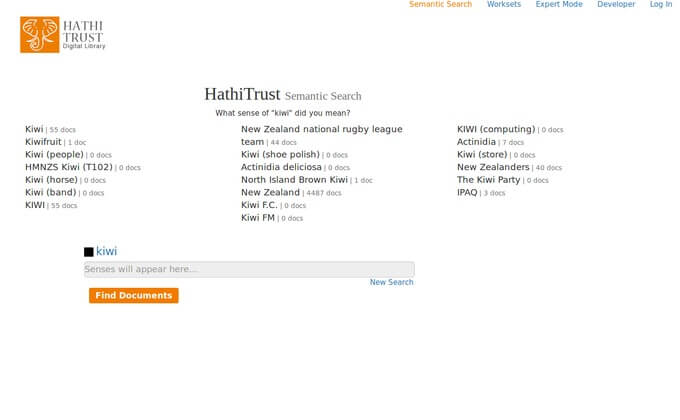 Semantic Search Worksets Expert Mode Developer Log In
HATHI
TRUST
Digital Library
HathiTrust Semantic Search
What sense of "kiwi" did you mean?
Kiwi | 55 docs
Kiwifruit | 1 doc
Kiwi (people) | 0 docs
HMNZS Kiwi (T102) | 0 docs
Kiwi (horse) | 0 docs
Kiwi (band) | 0 docs
KIWI | 55 docs
New Zealand national rugby league
team | 44 docs
Kiwi (shoe polish) | 0 docs
Actinidia deliciosa | 0 docs
North Island Brown Kiwi | 1 doc
New Zealand | 4487 docs
Kiwi F.C. | 0 docs
Kiwi FM | 0 docs
KIWI (computing) | 0 docs
Actinidia | 7 docs
Kiwi (store) | 0 docs
New Zealanders | 40 docs
The Kiwi Party | 0 docs
IPAQ | 3 docs
kiwi
Senses will appear here...
New Search
Find Documents